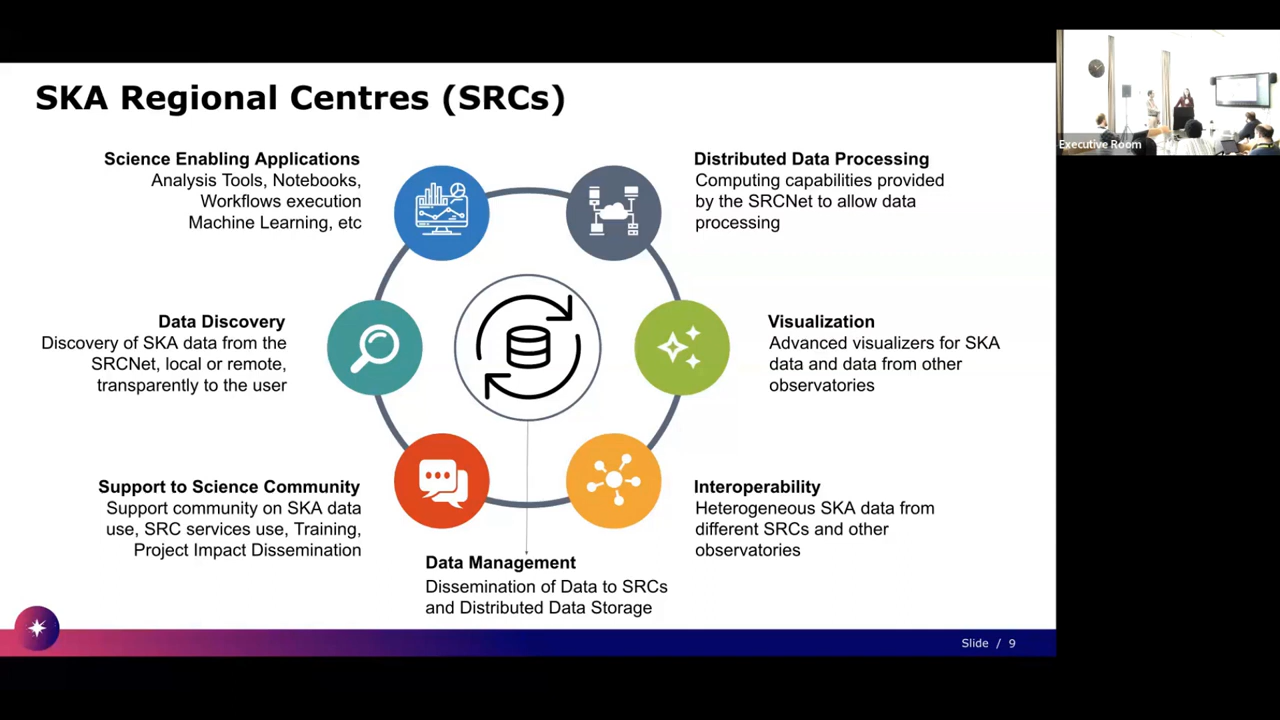 SKA Regional Centres (SRCs)
Science Enabling Applications
Analysis Tools, Notebooks,
Workflows execution
Machine Learning, etc
Distributed Data Processing
Computing capabilities provided
by the SRCNet to allow data
processing
Data Discovery
Discovery of SKA data from the
SRCNet, local or remote,
transparently to the user
Visualization
Advanced visualizers for SKA
data and data from other
observatories
Support to Science Community
Support community on SKA data
use, SRC services use, Training,
Project Impact Dissemination
Interoperability
Heterogeneous SKA data from
different SRCs and other
observatories
Data Management
Dissemination of Data to SRCs
and Distributed Data Storage
Slide / 9
Executive Room